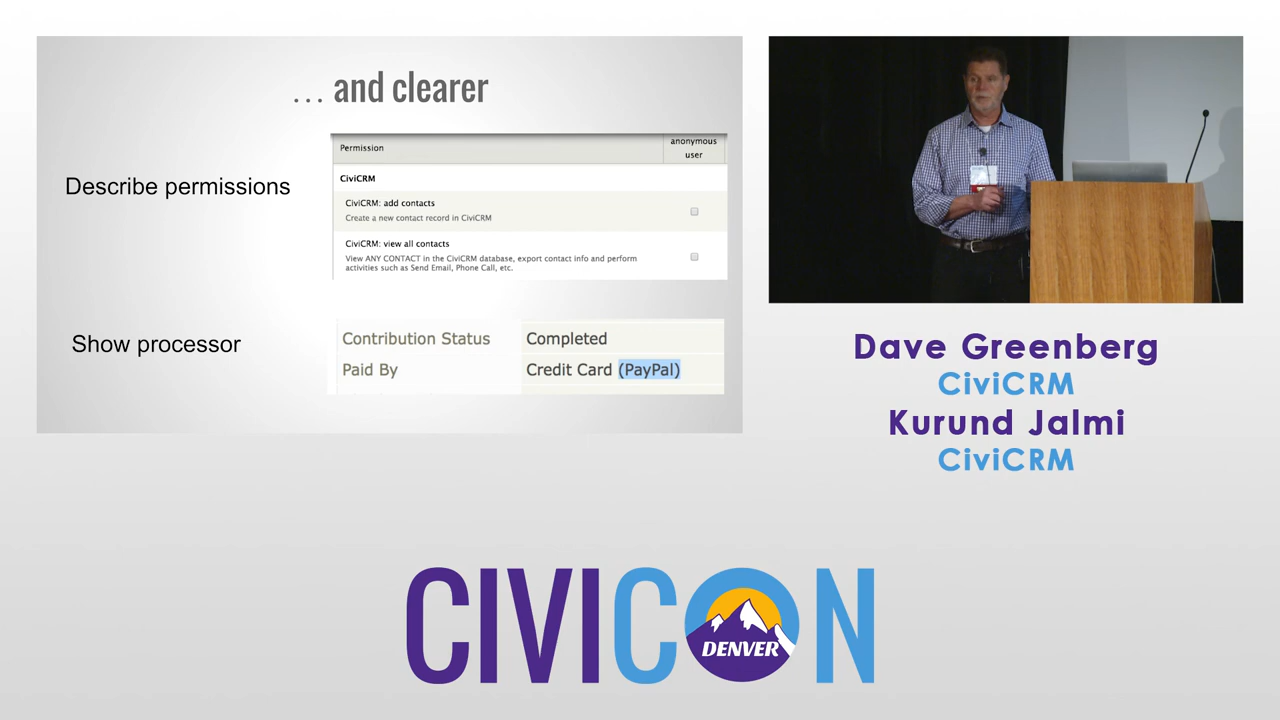 … and clearer
Describe permissions
Permission
anonymous
user
CiviCRM
CiviCRM: add contacts
Create a new contact record in CiviCRM
CiviCRM: view all contacts
View ANY CONTACT in the CiviCRM database, export contact info and perform
activities such as Send Email, Phone Call, etc.
Show processor
Contribution Status Completed
Paid By Credit Card (PayPal)
Dave Greenberg
CiviCRM
Kurund Jalmi
CiviCRM
CIVICON
DENVER